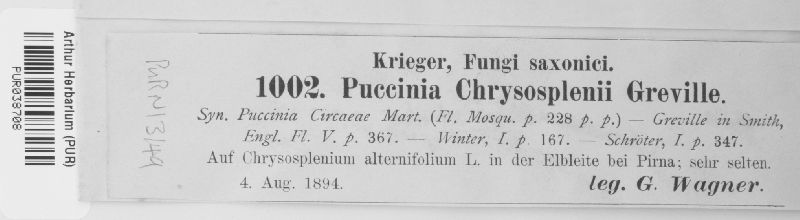 Arthur Herbarium (PUR)
PUR038708
PUR N13149
Krieger, Fungi saxonici.
1002. Puccinia Chrysosplenii Greville.
Syn. Puccinia Circaeae Mart. (Fl. Mosqu. p. 228 p. p.) — Greville in Smith,
Engl. Fl. V. p. 367. — Winter, I. p. 167. — Schröter, I. p. 347.
Auf Chrysosplenium alternifolium L. in der Elbleite bei Pirna; sehr selten.
4. Aug. 1894. leg. G. Wagner.